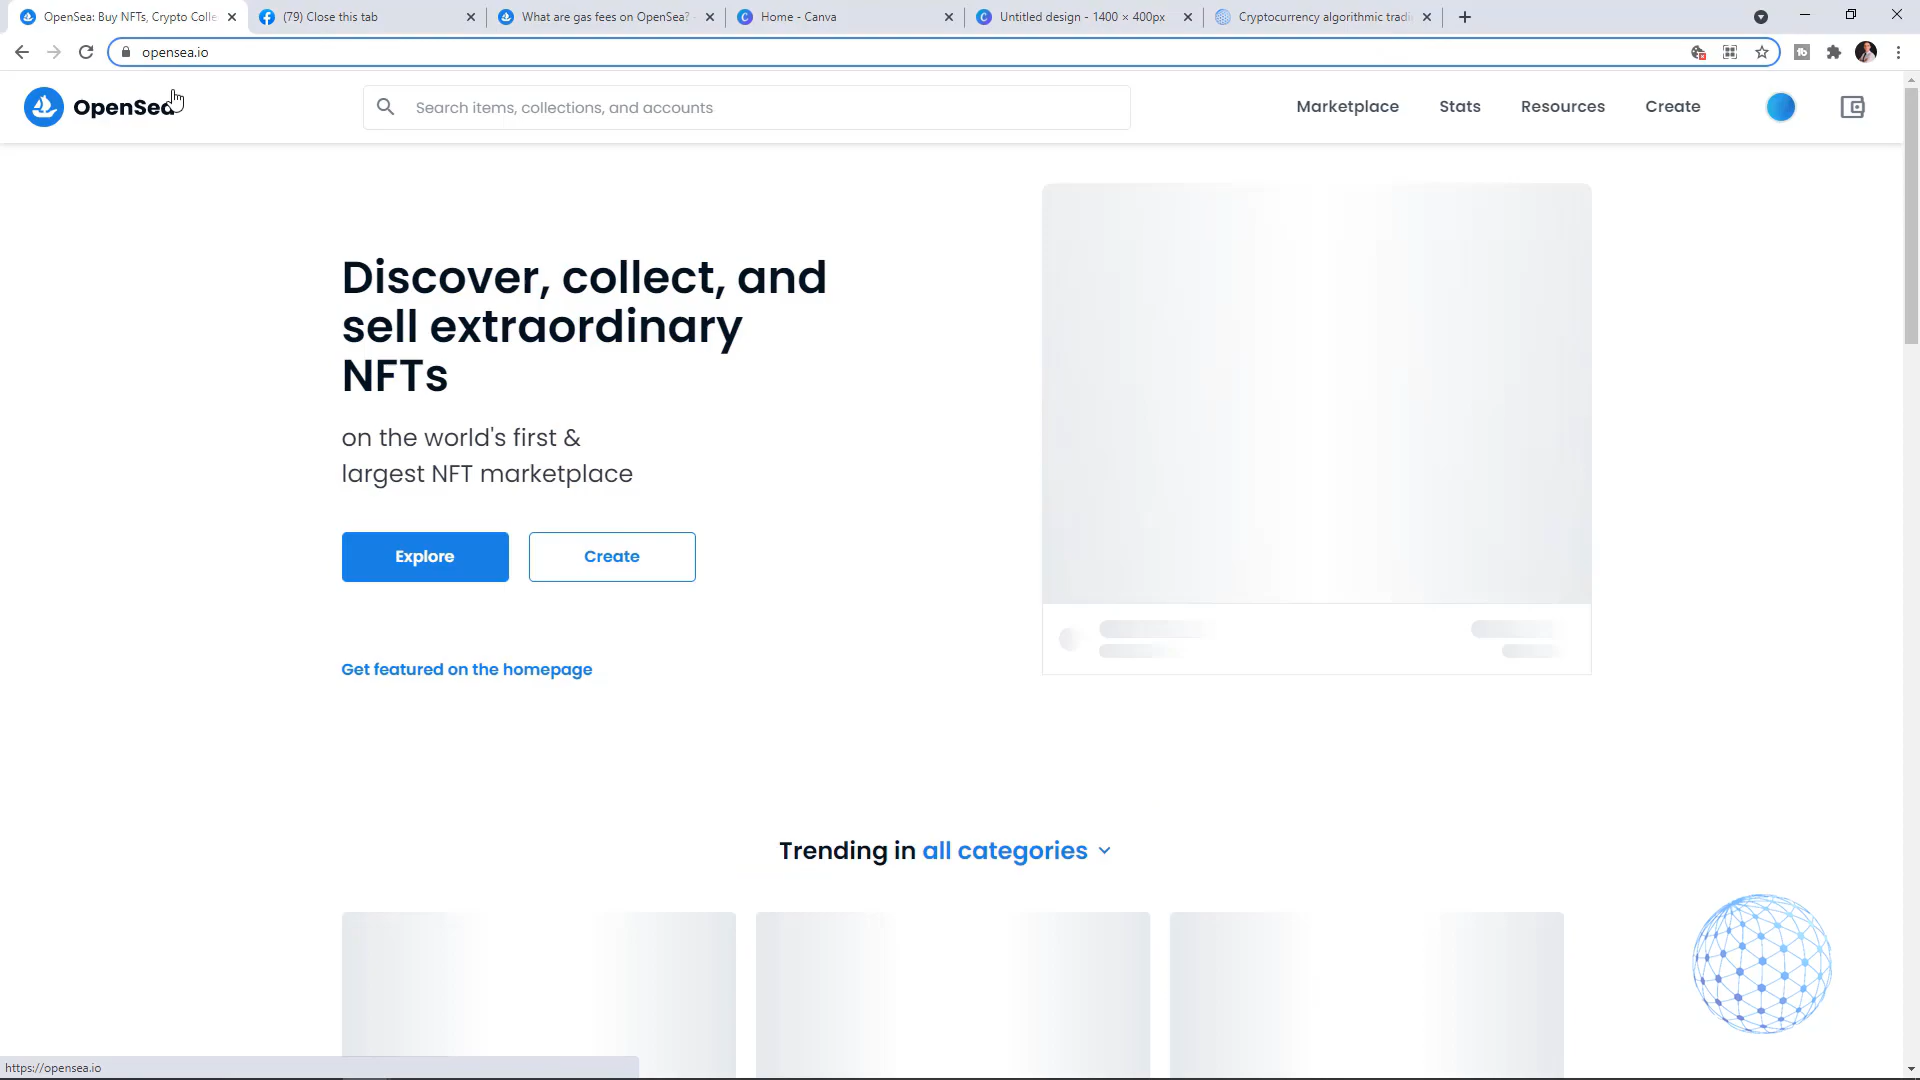 OpenSea: Buy NFTs, Crypto Colle
(79) Close this tab
What are gas fees on OpenSea?
Home - Canva
Untitled design - 1400 × 400px
Cryptocurrency algorithmic tradi
opensea.io
OpenSea
Search items, collections, and accounts
Marketplace
Stats
Resources
Create
Discover, collect, and
sell extraordinary
NFTs
on the world's first &
largest NFT marketplace
Explore
Create
Get featured on the homepage
Trending in all categories
https://opensea.io